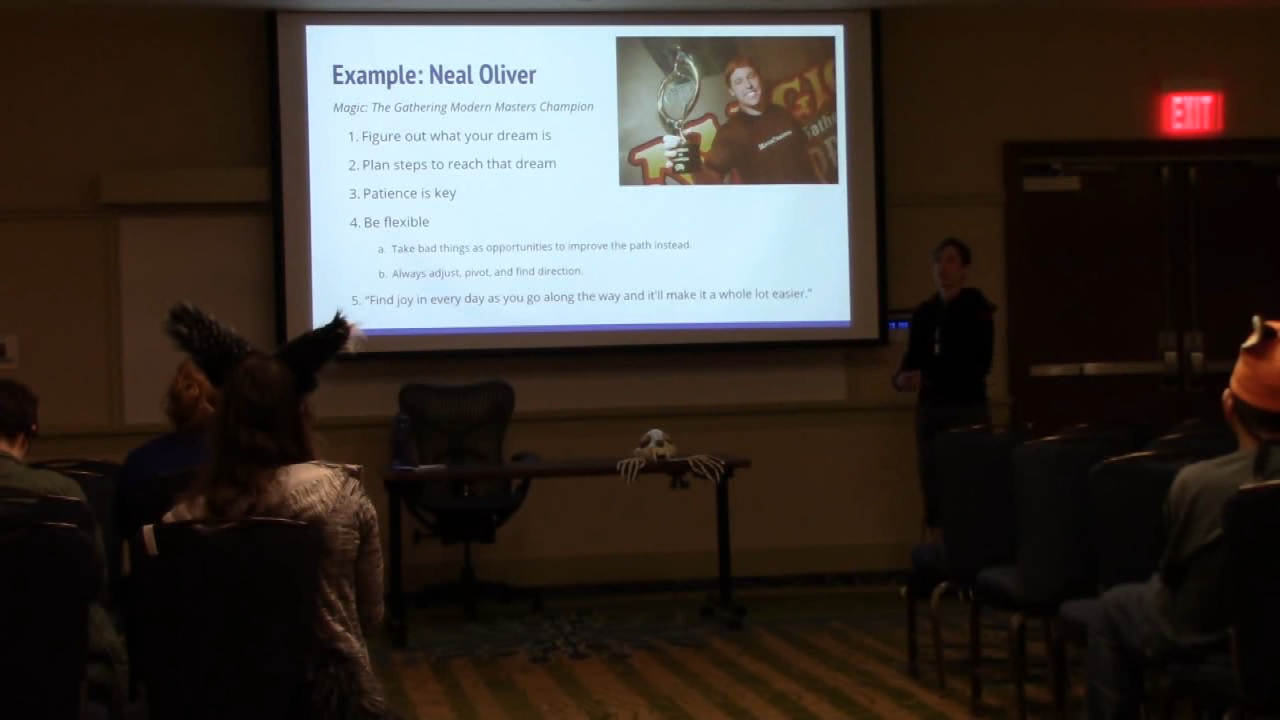 Example: Neal Oliver
Magic: The Gathering Modern Masters Champion
1. Figure out what your dream is
2. Plan steps to reach that dream
3. Patience is key
4. Be flexible
a. Take bad things as opportunities to improve the path instead.
b. Always adjust, pivot, and find direction.
5. "Find joy in every day as you go along the way and it'll make it a whole lot easier."
EXIT